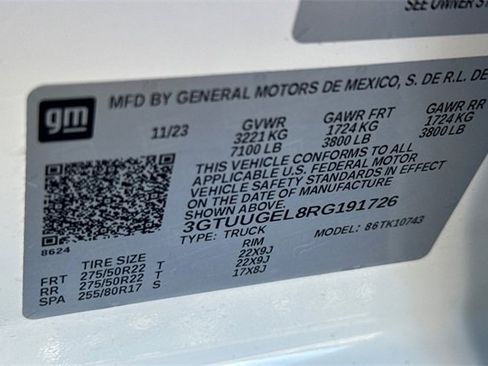 SEE OWNER'S
gm
MFD BY GENERAL MOTORS DE MEXICO, S. DE R.L. DE
11/23 GVWR GAWR FRT GAWR RR
3221 KG 1724 KG 1724 KG
7100 LB 3800 LB 3800 LB
THIS VEHICLE CONFORMS TO ALL
APPLICABLE U.S. FEDERAL MOTOR
VEHICLE SAFETY STANDARDS IN EFFECT
ON THE DATE OF MANUFACTURE
SHOWN ABOVE.
3GTUUGEL8RG191726
TYPE: TRUCK MODEL: 86TK10743
8624
TIRE SIZE RIM
FRT 275/50R22 T 22X9J
RR 275/50R22 T 22X9J
SPA 255/80R17 S 17X8J